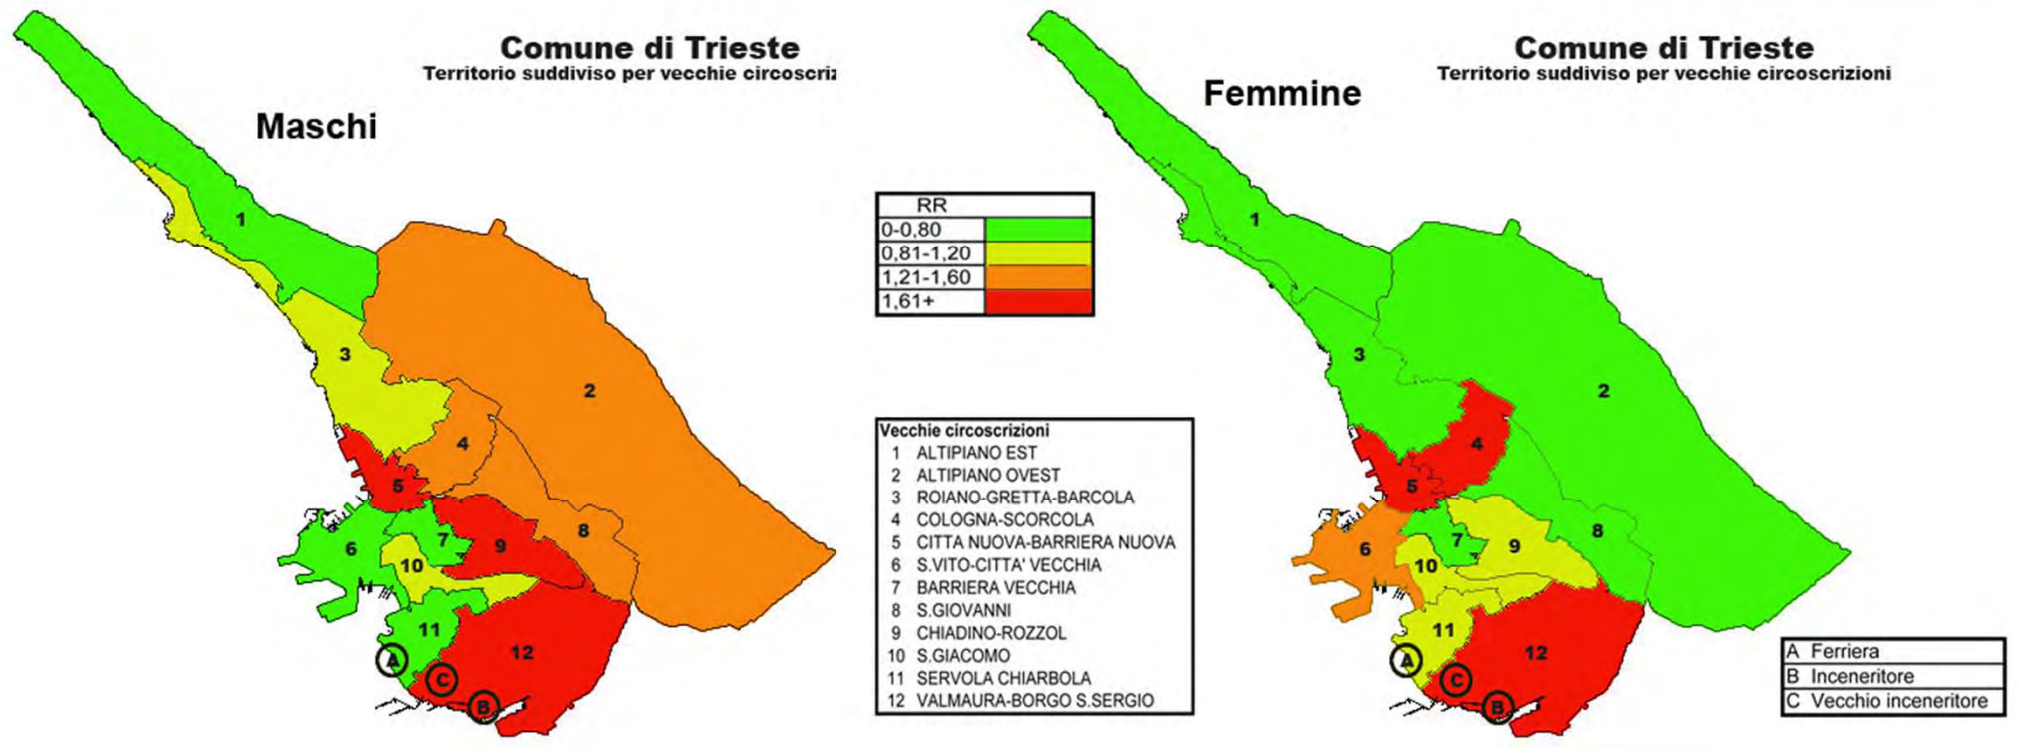 Comune di Trieste
Territorio suddiviso per vecchie circoscriz
Maschi
1
2
3
4
5
6
7
8
9
10
11
12
A
C
B
RR
0-0,80
0,81-1,20
1,21-1,60
1,61+
Vecchie circoscrizioni
1 ALTIPIANO EST
2 ALTIPIANO OVEST
3 ROIANO-GRETTA-BARCOLA
4 COLOGNA-SCORCOLA
5 CITTA NUOVA-BARRIERA NUOVA
6 S.VITO-CITTA' VECCHIA
7 BARRIERA VECCHIA
8 S.GIOVANNI
9 CHIADINO-ROZZOL
10 S.GIACOMO
11 SERVOLA CHIARBOLA
12 VALMAURA-BORGO S.SERGIO
Comune di Trieste
Territorio suddiviso per vecchie circoscrizioni
Femmine
1
2
3
4
5
6
7
8
9
10
11
12
A
C
B
A Ferriera
B Inceneritore
C Vecchio inceneritore